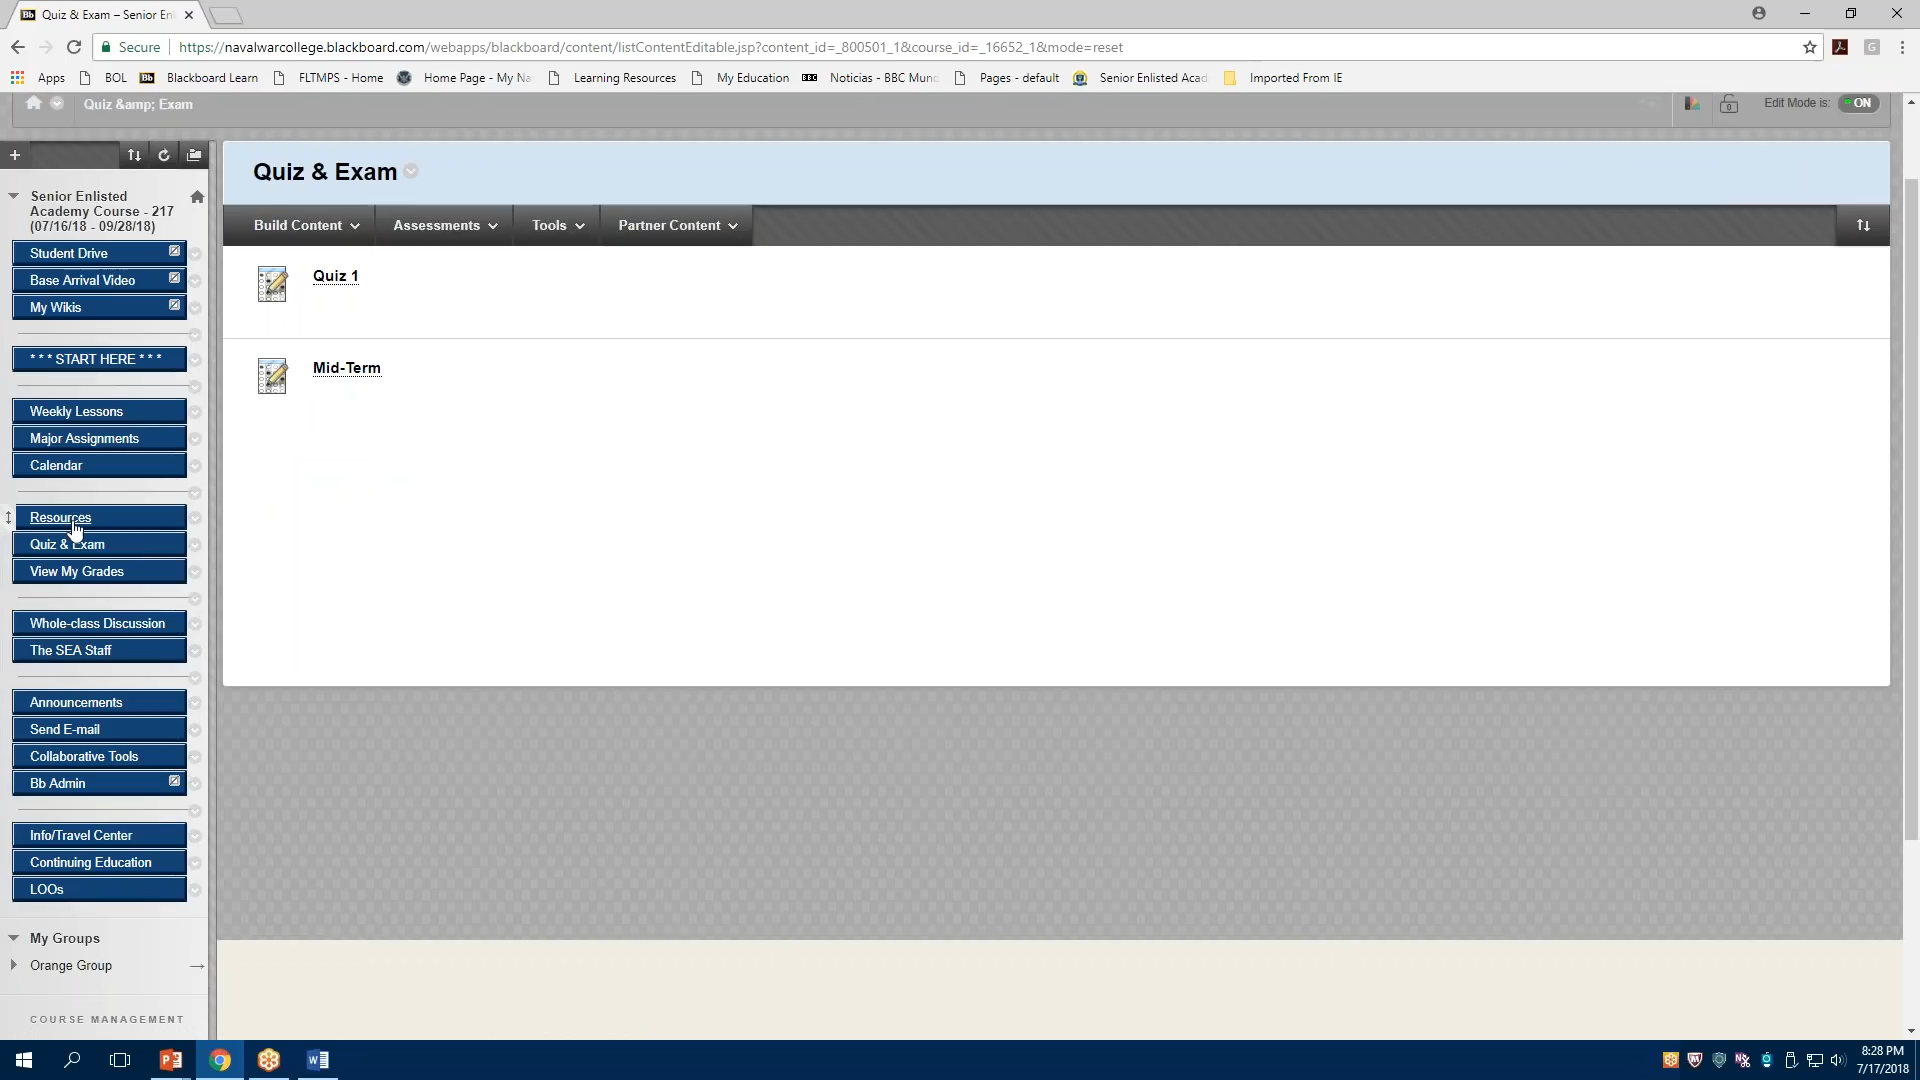 Quiz & Exam – Senior En
Secure
https://navalwarcollege.blackboard.com/webapps/blackboard/content/listContentEditable.jsp?content_id=_800501_1&course_id=_16652_1&mode=reset
Apps BOL Bb Blackboard Learn FLTMPS - Home Home Page - My Na Learning Resources My Education BBC Noticias - BBC Mund Pages - default Senior Enlisted Acad Imported From IE
Quiz &amp; Exam
Edit Mode is: ON
Quiz & Exam
Build Content Assessments Tools Partner Content
Quiz 1
Mid-Term
Senior Enlisted
Academy Course - 217
(07/16/18 - 09/28/18)
Student Drive
Base Arrival Video
My Wikis
* * * START HERE * * *
Weekly Lessons
Major Assignments
Calendar
Resources
Quiz & Exam
View My Grades
Whole-class Discussion
The SEA Staff
Announcements
Send E-mail
Collaborative Tools
Bb Admin
Info/Travel Center
Continuing Education
LOOs
My Groups
Orange Group
COURSE MANAGEMENT
8:28 PM
7/17/2018